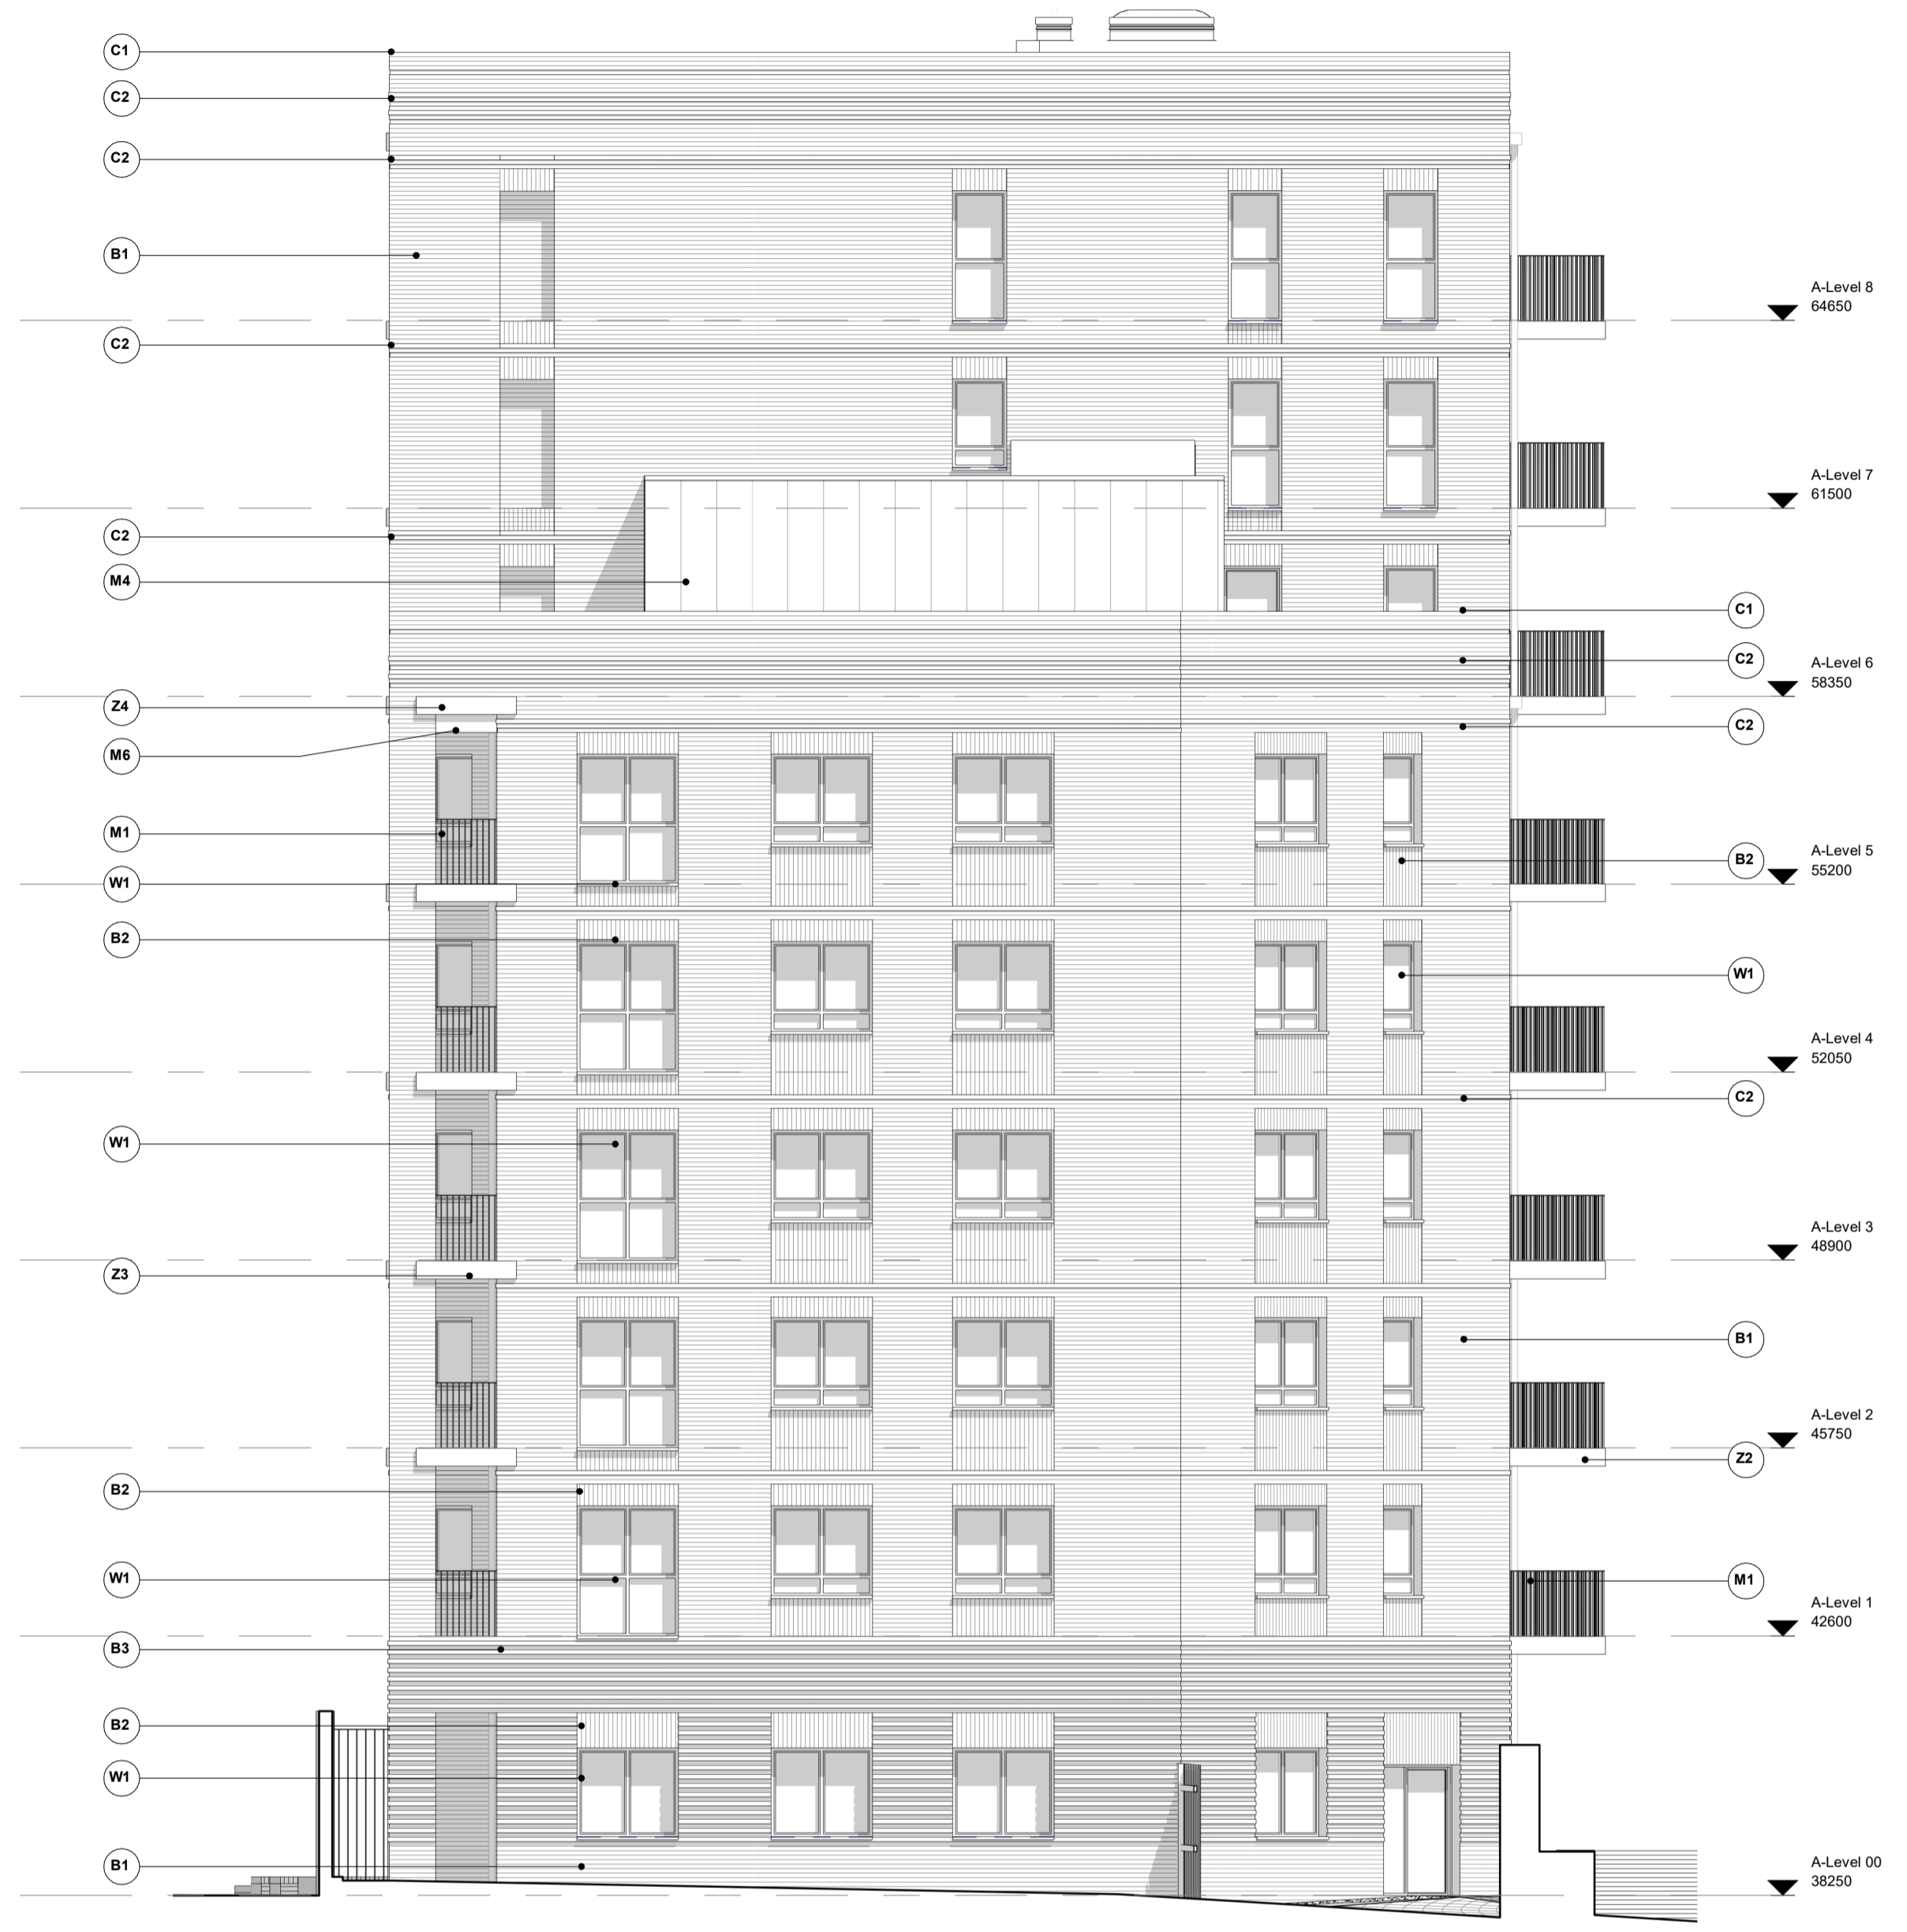 C1
C2
C2
B1
A-Level 8
64650
C2
A-Level 7
61500
C2
M4
C1
C2
A-Level 6
58350
Z4
C2
M6
M1
A-Level 5
55200
B2
W1
B2
W1
A-Level 4
52050
C2
W1
A-Level 3
48900
Z3
B1
A-Level 2
45750
Z2
B2
W1
M1
A-Level 1
42600
B3
B2
W1
B1
A-Level 00
38250